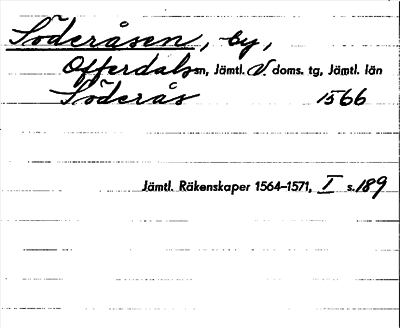 Söderåsen, by,
Offerdals sn, Jämtl. V. doms. tg, Jämtl. län
Söderås 1566
Jämtl. Räkenskaper 1564–1571, I s. 189